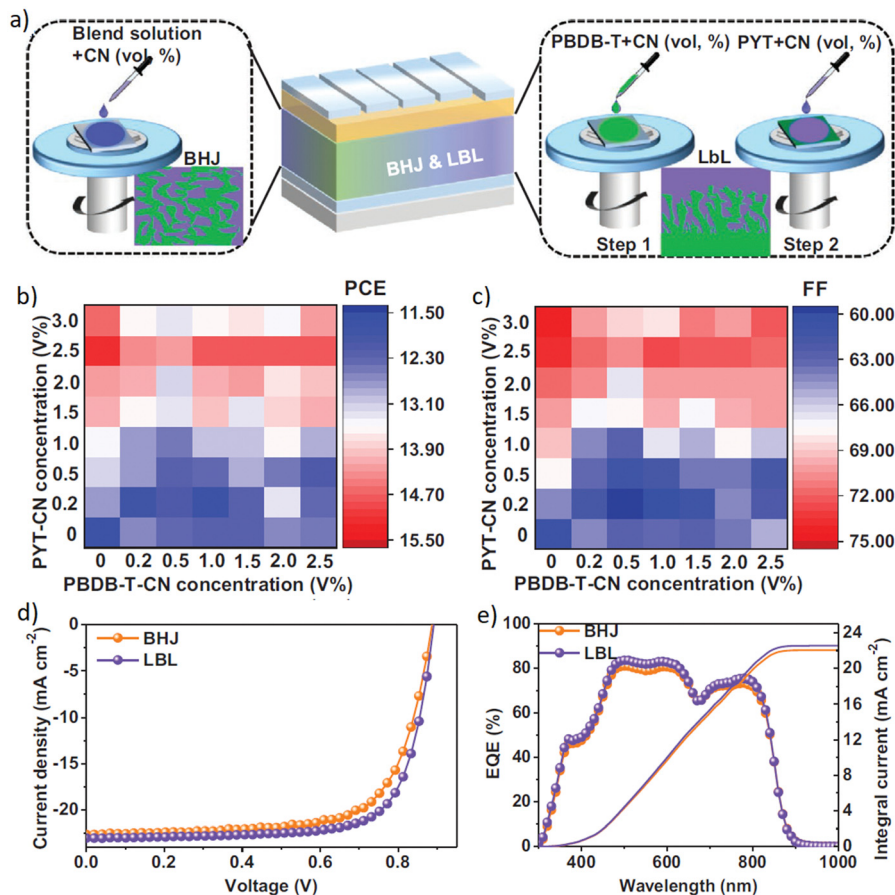 a)
Blend solution
+CN (vol, %)
BHJ
BHJ & LBL
PBDB-T+CN (vol, %) PYT+CN (vol, %)
LbL
Step 1 Step 2
b)
PCE
PYT-CN concentration (V%)
3.0
2.5
2.0
1.5
1.0
0.5
0.2
0
0 0.2 0.5 1.0 1.5 2.0 2.5
PBDB-T-CN concentration (V%)
11.50
12.30
13.10
13.90
14.70
15.50
c)
FF
PYT-CN concentration (V%)
3.0
2.5
2.0
1.5
1.0
0.5
0.2
0
0 0.2 0.5 1.0 1.5 2.0 2.5
PBDB-T-CN concentration (V%)
60.00
63.00
66.00
69.00
72.00
75.00
d)
BHJ
LBL
Current density (mA cm⁻²)
0
-5
-10
-15
-20
0.0 0.2 0.4 0.6 0.8
Voltage (V)
e)
BHJ
LBL
EQE (%)
100
80
60
40
20
0
400 600 800 1000
Wavelength (nm)
24
20
16
12
8
4
0
Integral current (mA cm⁻²)